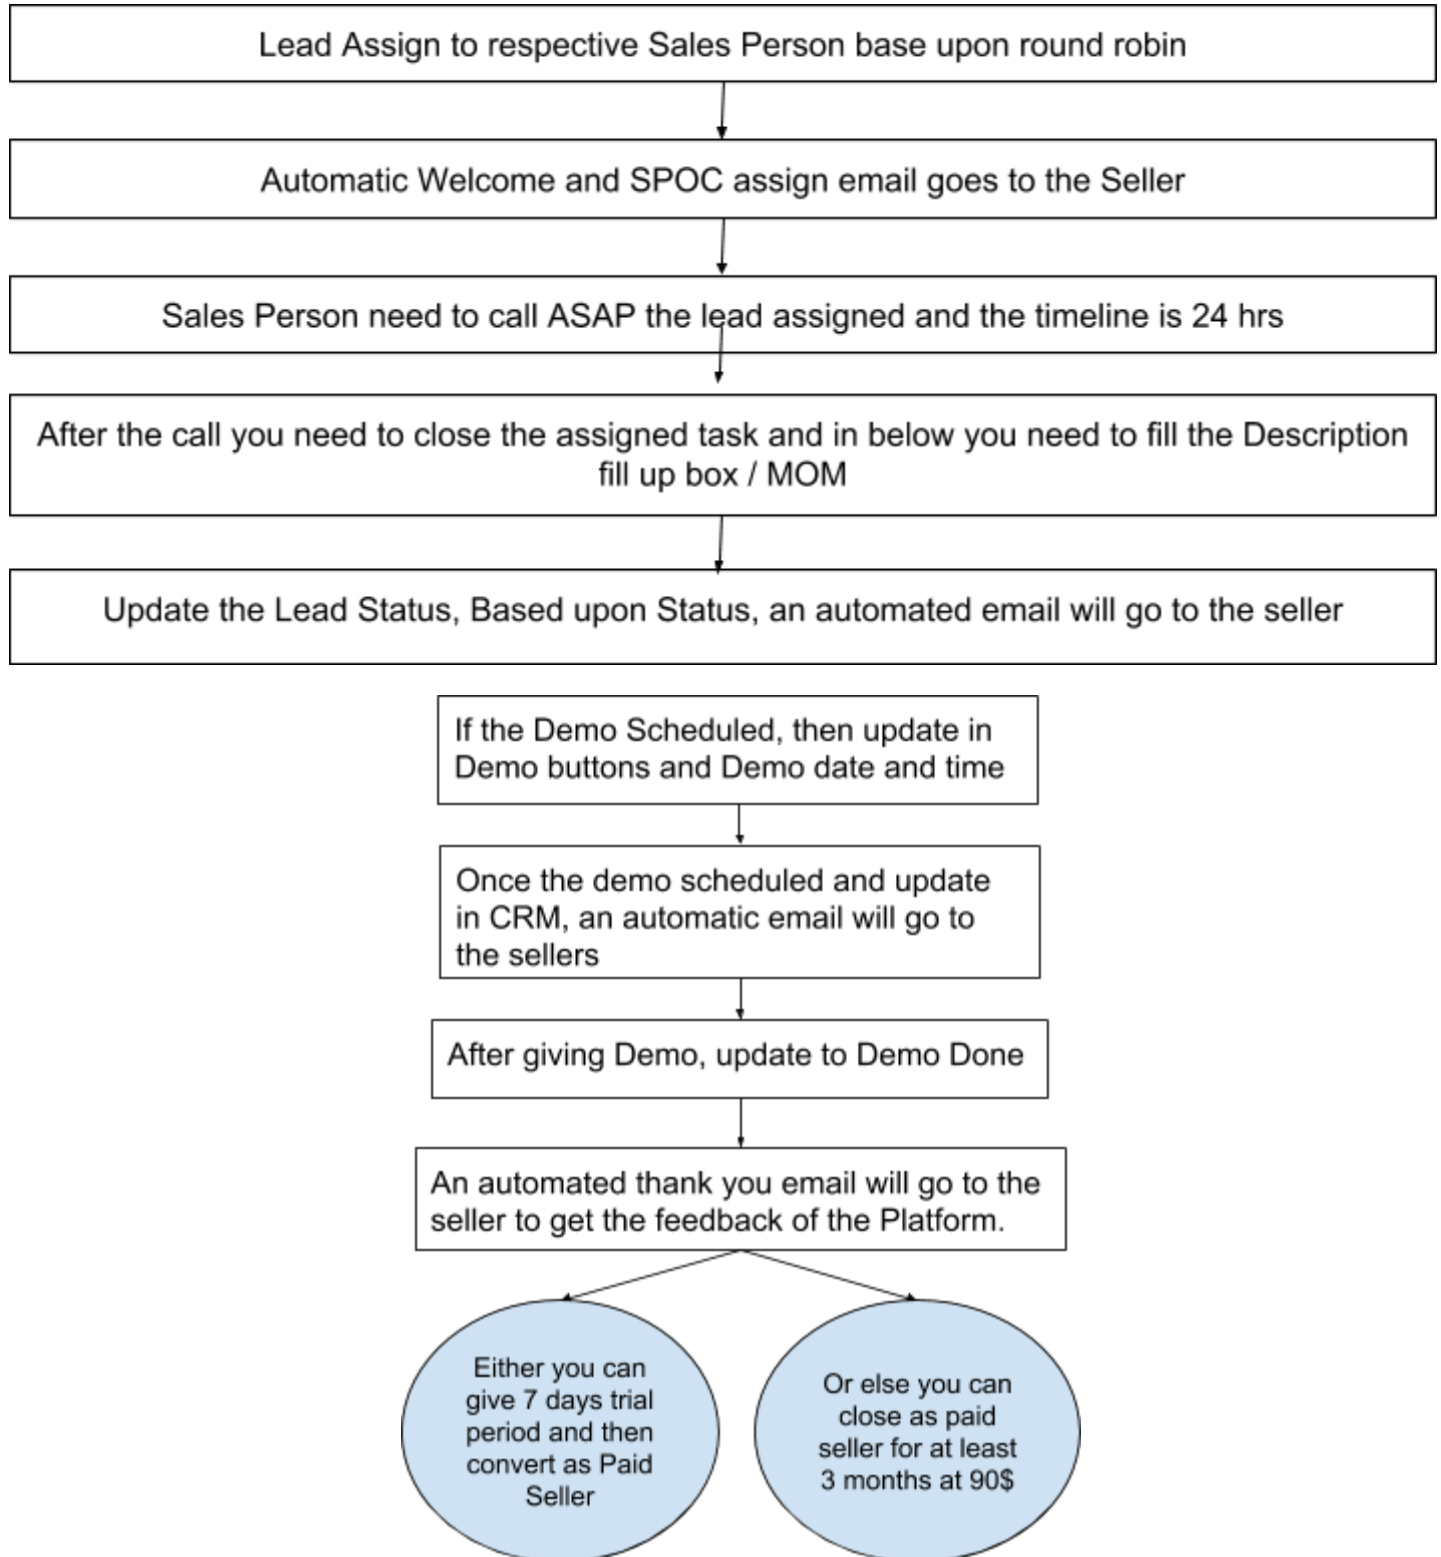 Lead Assign to respective Sales Person base upon round robin
Automatic Welcome and SPOC assign email goes to the Seller
Sales Person need to call ASAP the lead assigned and the timeline is 24 hrs
After the call you need to close the assigned task and in below you need to fill the Description
fill up box / MOM
Update the Lead Status, Based upon Status, an automated email will go to the seller
If the Demo Scheduled, then update in
Demo buttons and Demo date and time
Once the demo scheduled and update
in CRM, an automatic email will go to
the sellers
After giving Demo, update to Demo Done
An automated thank you email will go to the
seller to get the feedback of the Platform.
Either you can
give 7 days trial
period and then
convert as Paid
Seller
Or else you can
close as paid
seller for at least
3 months at 90$